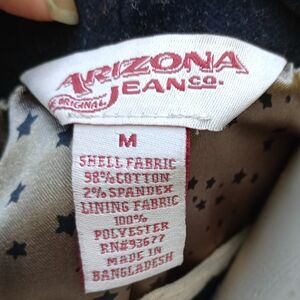 ARIZONA
ORIGINAL
JEAN CO.
M
SHELL FABRIC
98% COTTON
2% SPANDEX
LINING FABRIC
100%
POLYESTER
RN#93677
MADE IN
BANGLADESH